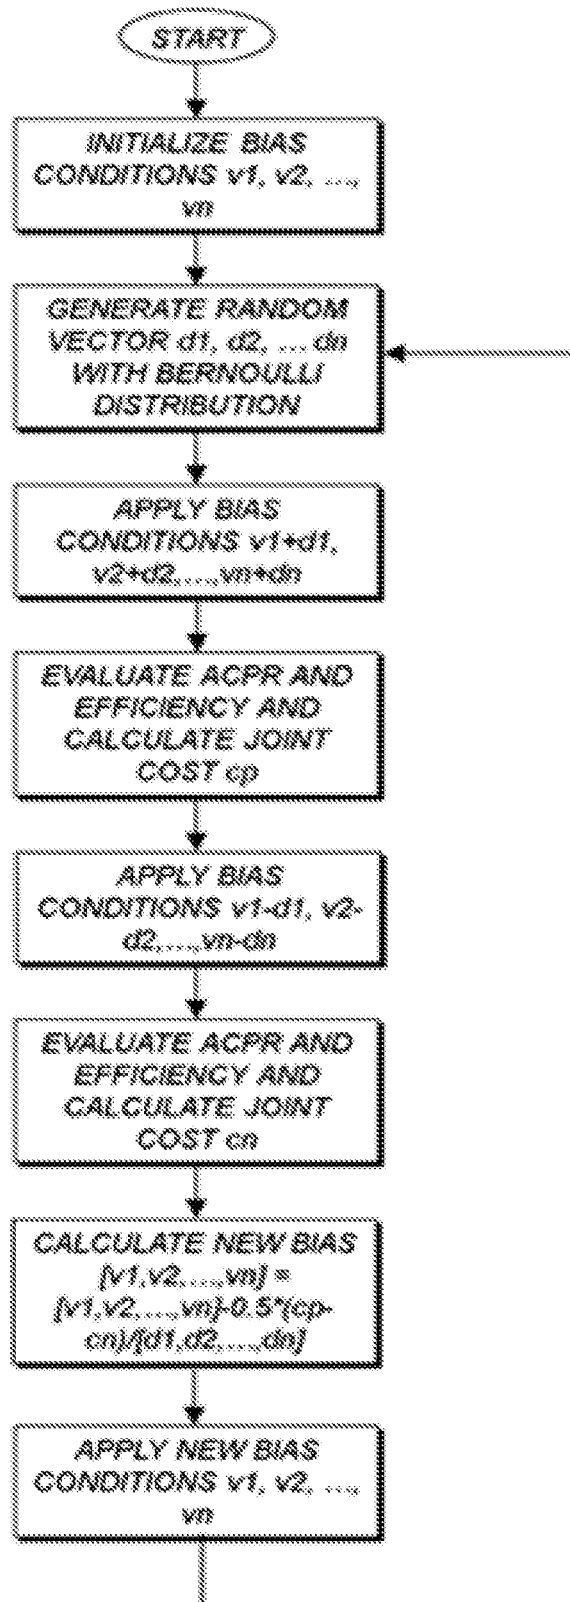 START
INITIALIZE BIAS
CONDITIONS v1, v2, ...,
vn
GENERATE RANDOM
VECTOR d1, d2, ... dn
WITH BERNOULLI
DISTRIBUTION
APPLY BIAS
CONDITIONS v1+d1,
v2+d2,...,vn+dn
EVALUATE ACPR AND
EFFICIENCY AND
CALCULATE JOINT
COST cp
APPLY BIAS
CONDITIONS v1-d1, v2-
d2,...,vn-dn
EVALUATE ACPR AND
EFFICIENCY AND
CALCULATE JOINT
COST cn
CALCULATE NEW BIAS
[v1,v2,...,vn] =
[v1,v2,...,vn]-0.5*(cp-
cn)/[d1,d2,...,dn]
APPLY NEW BIAS
CONDITIONS v1, v2, ...,
vn